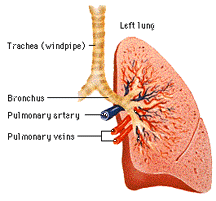 Left lung
Trachea (windpipe)
Bronchus
Pulmonary artery
Pulmonary veins